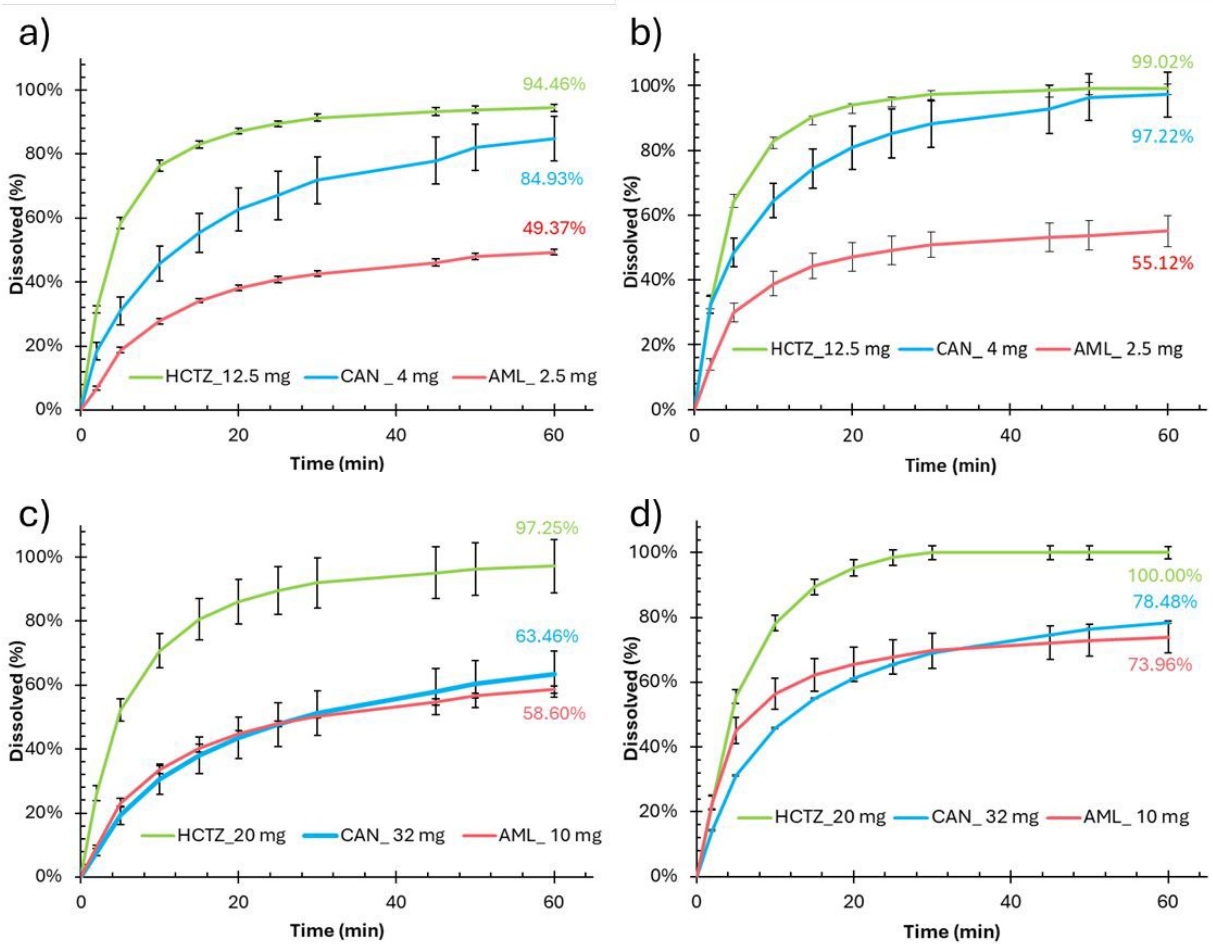 a)
94.46%
100%
80%
84.93%
60%
49.37%
40%
20%
HCTZ_12.5 mg CAN _ 4 mg AML_ 2.5 mg
0%
0 20 40 60
Time (min)
Dissolved (%)
b)
99.02%
100%
97.22%
80%
60%
55.12%
40%
20%
HCTZ_12.5 mg CAN_ 4 mg AML_ 2.5 mg
0%
0 20 40 60
Time (min)
Dissolved (%)
c)
97.25%
100%
80%
63.46%
60%
58.60%
40%
20%
HCTZ_20 mg CAN_ 32 mg AML_ 10 mg
0%
0 20 40 60
Time (min)
Dissolved (%)
d)
100%
100.00%
78.48%
80%
73.96%
60%
40%
20%
HCTZ_20 mg CAN_ 32 mg AML_ 10 mg
0%
0 20 40 60
Time (min)
Dissolved (%)